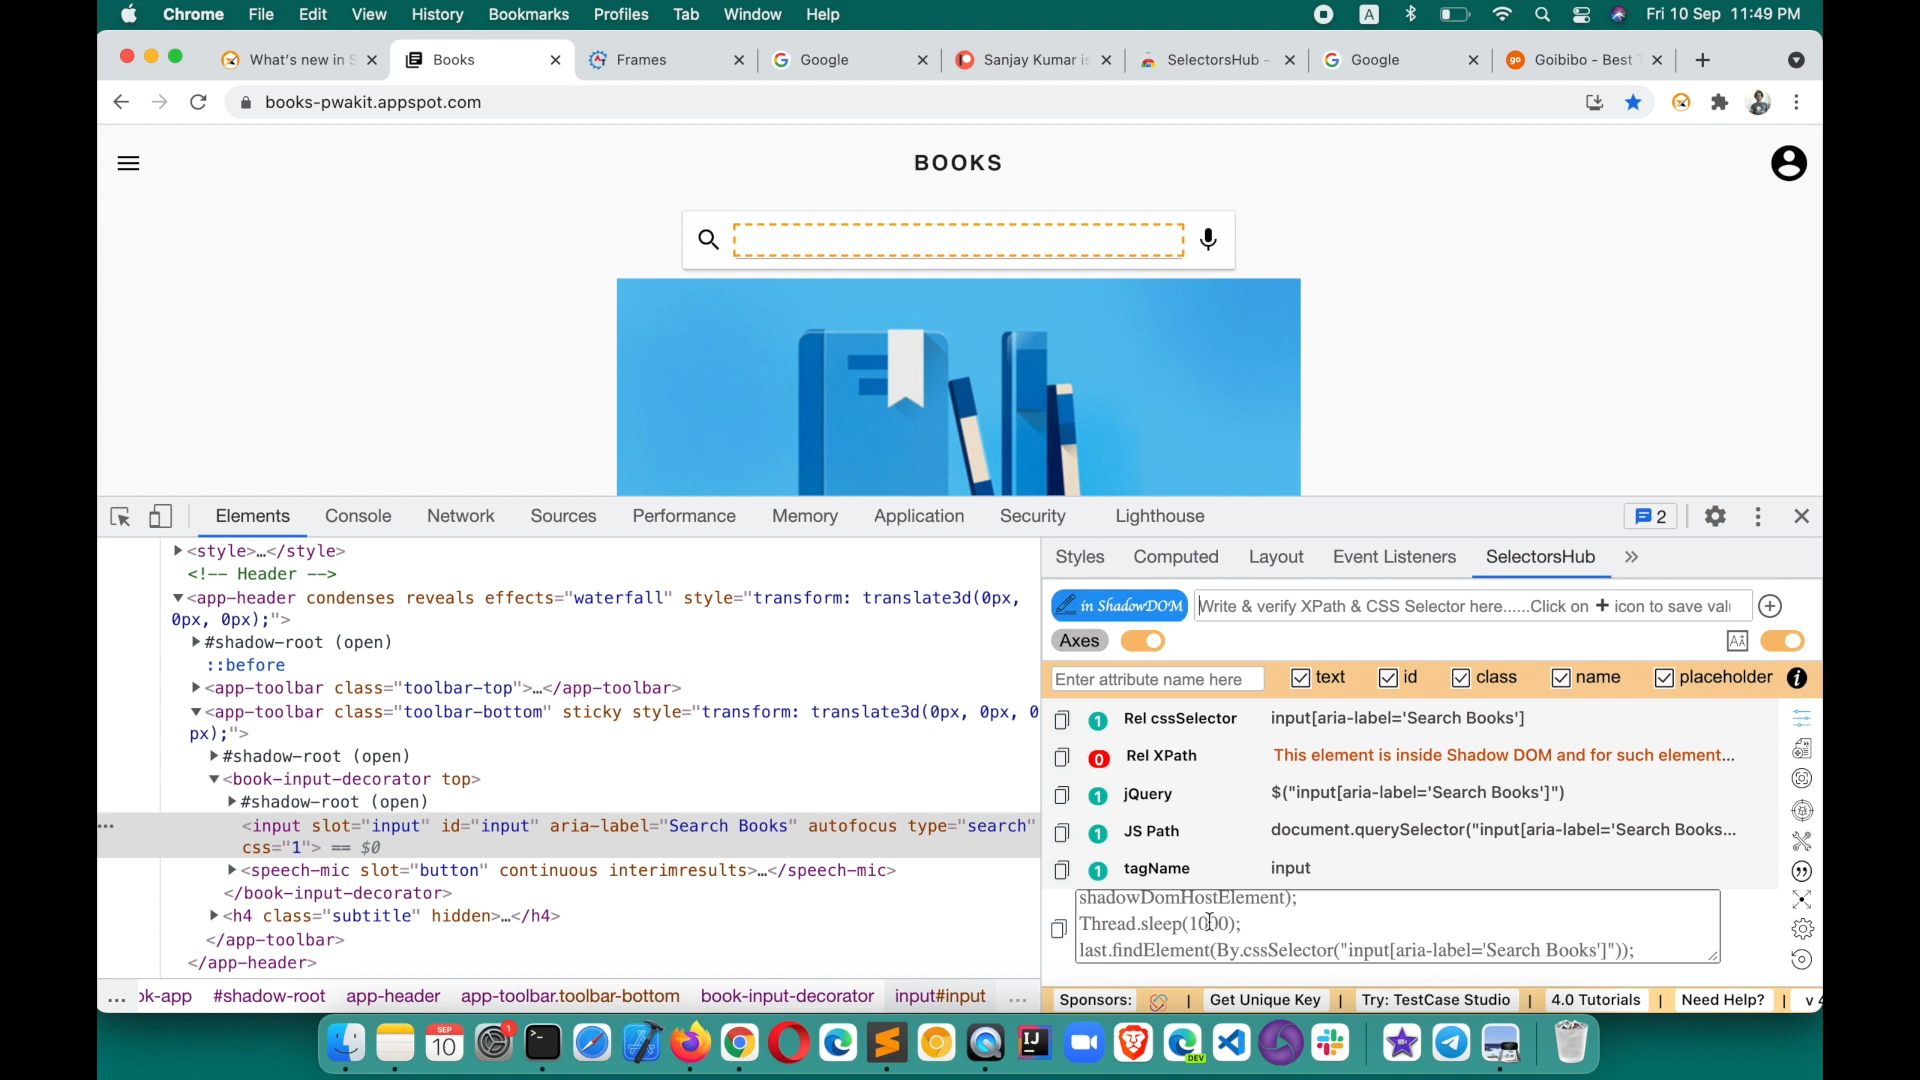 Chrome File Edit View History Bookmarks Profiles Tab Window Help
A
Fri 10 Sep 11:49 PM
What's new in S
Books
Frames
Google
Sanjay Kumar is
SelectorsHub -
Google
go Goibibo - Best T
books-pwakit.appspot.com
BOOKS
Elements Console Network Sources Performance Memory Application Security Lighthouse
2
▶<style>…</style>
<!-- Header -->
▼<app-header condenses reveals effects="waterfall" style="transform: translate3d(0px,
0px, 0px);">
▶#shadow-root (open)
::before
▶<app-toolbar class="toolbar-top">…</app-toolbar>
▼<app-toolbar class="toolbar-bottom" sticky style="transform: translate3d(0px, 0px, 0
px);">
▶#shadow-root (open)
▼<book-input-decorator top>
▶#shadow-root (open)
<input slot="input" id="input" aria-label="Search Books" autofocus type="search"
css="1"> == $0
▶<speech-mic slot="button" continuous interimresults>…</speech-mic>
</book-input-decorator>
▶<h4 class="subtitle" hidden>…</h4>
</app-toolbar>
</app-header>
... ok-app #shadow-root app-header app-toolbar.toolbar-bottom book-input-decorator input#input ...
Styles Computed Layout Event Listeners SelectorsHub »
in ShadowDOM
Write & verify XPath & CSS Selector here......Click on + icon to save valu
Axes
Enter attribute name here
text id class name placeholder i
1 Rel cssSelector input[aria-label='Search Books']
0 Rel XPath This element is inside Shadow DOM and for such element...
1 jQuery $("input[aria-label='Search Books']")
1 JS Path document.querySelector("input[aria-label='Search Books...
1 tagName input
shadowDomHostElement);
Thread.sleep(1000);
last.findElement(By.cssSelector("input[aria-label='Search Books']"));
Sponsors: | Get Unique Key | Try: TestCase Studio | 4.0 Tutorials | Need Help? | v 4
SEP
10
1
IJ
DEV